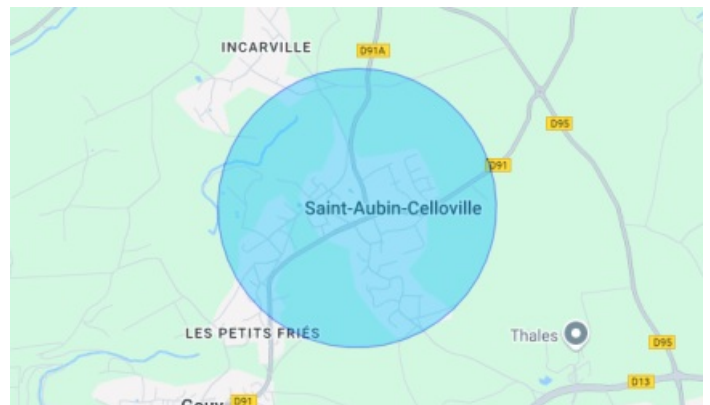 INCARVILLE
D91A
D95
D91
Saint-Aubin-Celloville
LES PETITS FRIÉS
Thales
D95
D13
D91